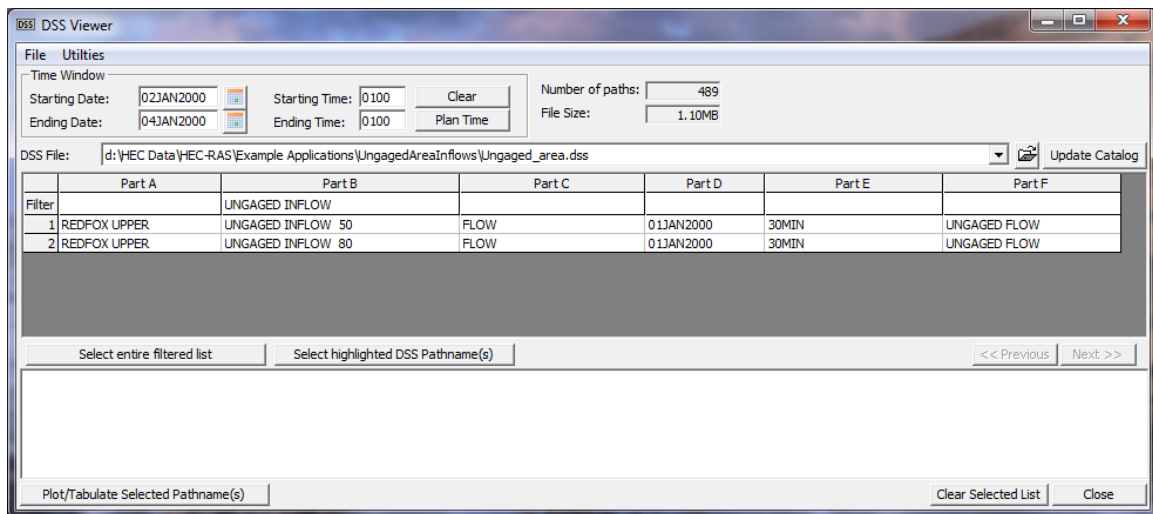 DSS DSS Viewer
File Utilties
Time Window
Starting Date: 02JAN2000 Starting Time: 0100 Clear Number of paths: 489
Ending Date: 04JAN2000 Ending Time: 0100 Plan Time File Size: 1.10MB
DSS File: d:\HEC Data\HEC-RAS\Example Applications\UngagedAreaInflows\Ungaged_area.dss Update Catalog
Part A Part B Part C Part D Part E Part F
Filter UNGAGED INFLOW
1 REDFOX UPPER UNGAGED INFLOW 50 FLOW 01JAN2000 30MIN UNGAGED FLOW
2 REDFOX UPPER UNGAGED INFLOW 80 FLOW 01JAN2000 30MIN UNGAGED FLOW
Select entire filtered list Select highlighted DSS Pathname(s) << Previous Next >>
Plot/Tabulate Selected Pathname(s) Clear Selected List Close